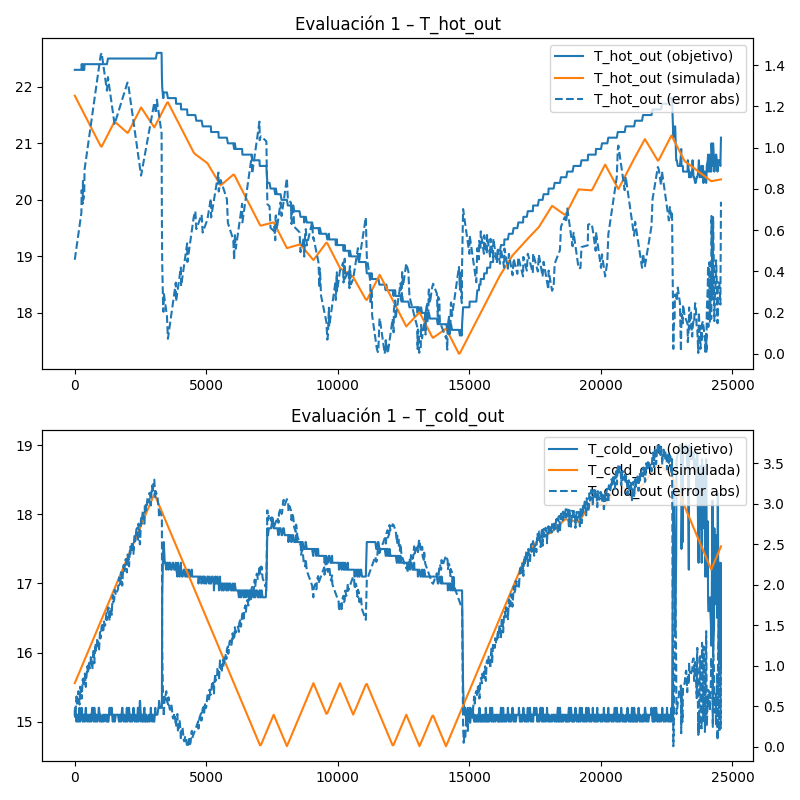 Evaluación 1 – T_hot_out
T_hot_out (objetivo)
T_hot_out (simulada)
T_hot_out (error abs)
22
21
20
19
18
1.4
1.2
1.0
0.8
0.6
0.4
0.2
0.0
0 5000 10000 15000 20000 25000
Evaluación 1 – T_cold_out
T_cold_out (objetivo)
T_cold_out (simulada)
T_cold_out (error abs)
19
18
17
16
15
3.5
3.0
2.5
2.0
1.5
1.0
0.5
0.0
0 5000 10000 15000 20000 25000